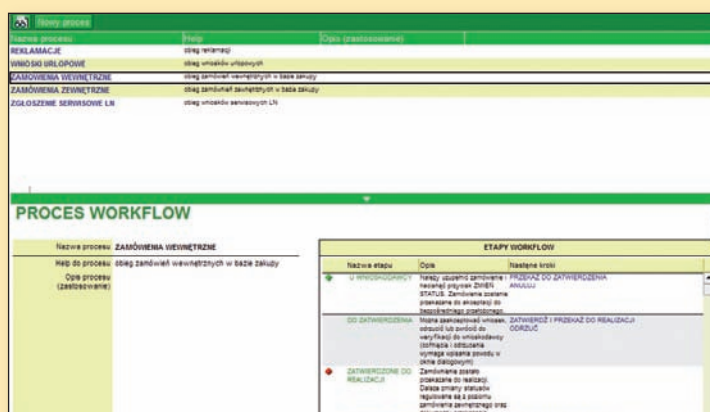 Nowy proces
Nazwa procesu Help Opis (zastosowanie)
REKLAMACJE obieg reklamacji
WNIOSKI URLOPOWE obieg wniosków urlopowych
ZAMÓWIENIA WEWNĘTRZNE obieg zamówień wewnętrznych w bazie zakupy
ZAMÓWIENIA ZEWNĘTRZNE obieg zamówień zewnętrznych w bazie zakupy
ZGŁOSZENIE SERWISOWE LN obieg wniosków serwisowych LN
PROCES WORKFLOW
Nazwa procesu ZAMÓWIENIA WEWNĘTRZNE
Help do procesu obieg zamówień wewnętrznych w bazie zakupy
Opis procesu
(zastosowanie)
ETAPY WORKFLOW
Nazwa etapu Opis Następne kroki
U WNIOSKODAWCY Należy uzupełnić zamówienie i PRZEKAŻ DO ZATWIERDZENIA
nacisnąć przycisk ZMIEŃ ANULUJ
STATUS. Zamówienie zostanie
przekazane do akceptacji do
bezpośredniego przełożonego.
DO ZATWIERDZENIA Można zaakceptować wniosek, ZATWIERDŹ I PRZEKAŻ DO REALIZACJI
odrzucić lub zwrócić do ODRZUĆ
weryfikacji do wnioskodawcy
(cofnięcie i odrzucenie
wymaga wpisania powodu w
oknie dialogowym)
ZATWIERDZONE DO Zamówienie zostało
REALIZACJI przekazane do realizacji.
Dalsze zmiany statusów
regulowane są z poziomu
zamówienia zewnętrznego oraz